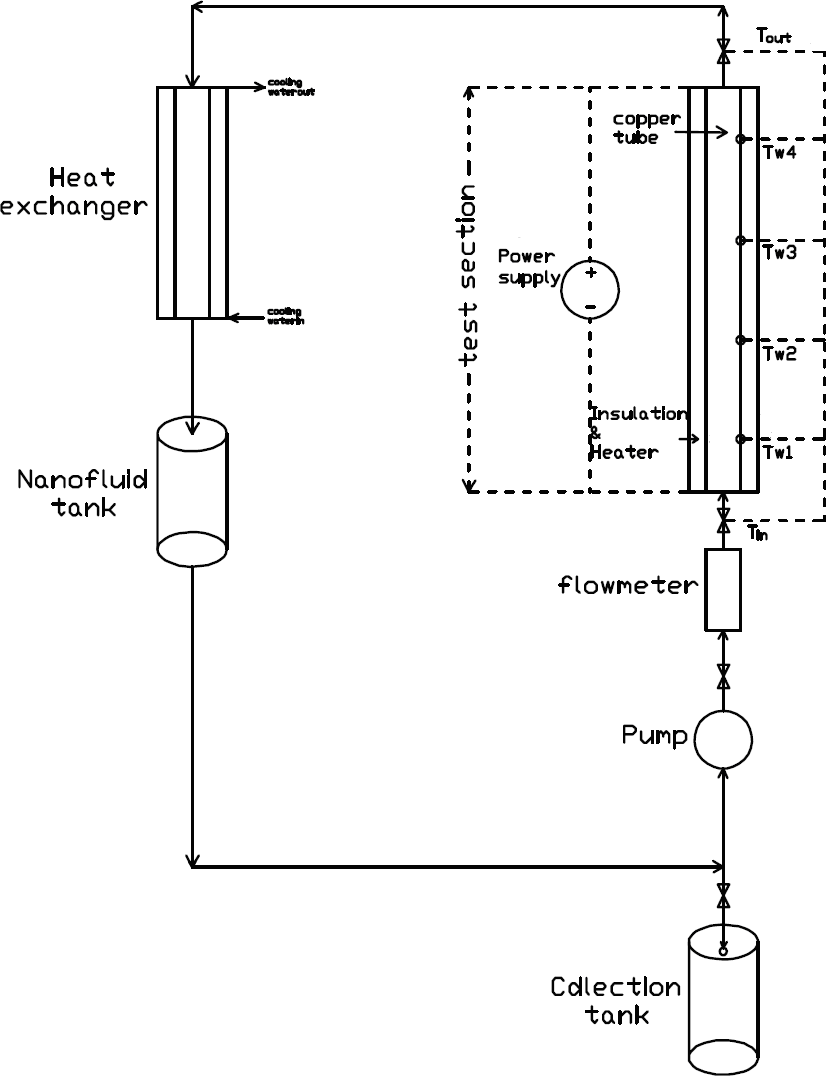 Tout
cooling
waterout
copper
tube
Tw4
Heat
exchanger
test section
Power
supply
+
-
Tw3
cooling
waterin
Tw2
Insulation
&
Heater
Tw1
Nanofluid
tank
Tin
flowmeter
Pump
Cdlection
tank